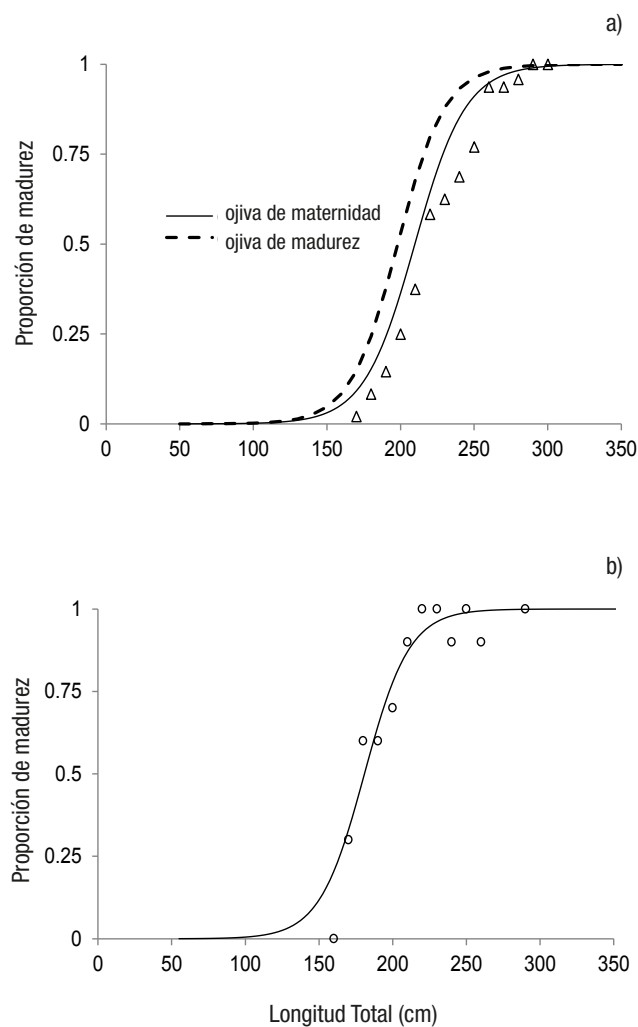 a)
1
0.75
0.5
0.25
0
Proporción de madurez
ojiva de maternidad
ojiva de madurez
0 50 100 150 200 250 300 350
b)
1
0.75
0.5
0.25
0
Proporción de madurez
0 50 100 150 200 250 300 350
Longitud Total (cm)